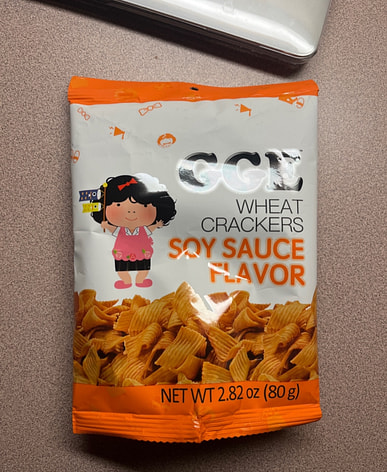 GGE
WHEAT
CRACKERS
SOY SAUCE
FLAVOR
NET WT 2.82 oz (80 g)